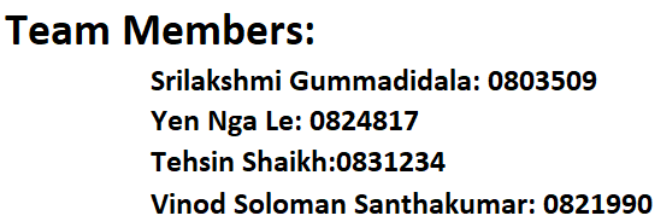 Team Members:
Srilakshmi Gummadidala: 0803509
Yen Nga Le: 0824817
Tehsin Shaikh:0831234
Vinod Soloman Santhakumar: 0821990